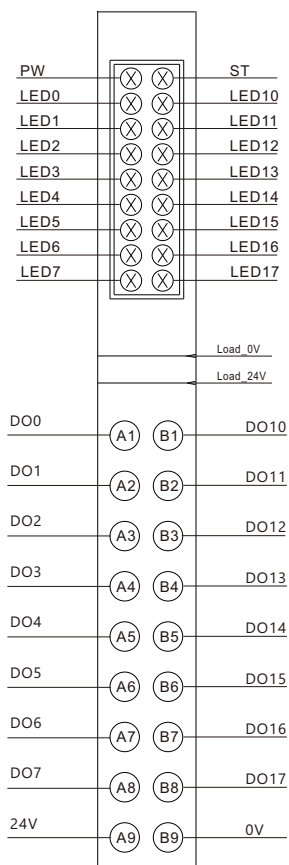 PW ST
LED0 LED10
LED1 LED11
LED2 LED12
LED3 LED13
LED4 LED14
LED5 LED15
LED6 LED16
LED7 LED17
Load_0V
Load_24V
DO0 A1 B1 DO10
DO1 A2 B2 DO11
DO2 A3 B3 DO12
DO3 A4 B4 DO13
DO4 A5 B5 DO14
DO5 A6 B6 DO15
DO6 A7 B7 DO16
DO7 A8 B8 DO17
24V A9 B9 0V